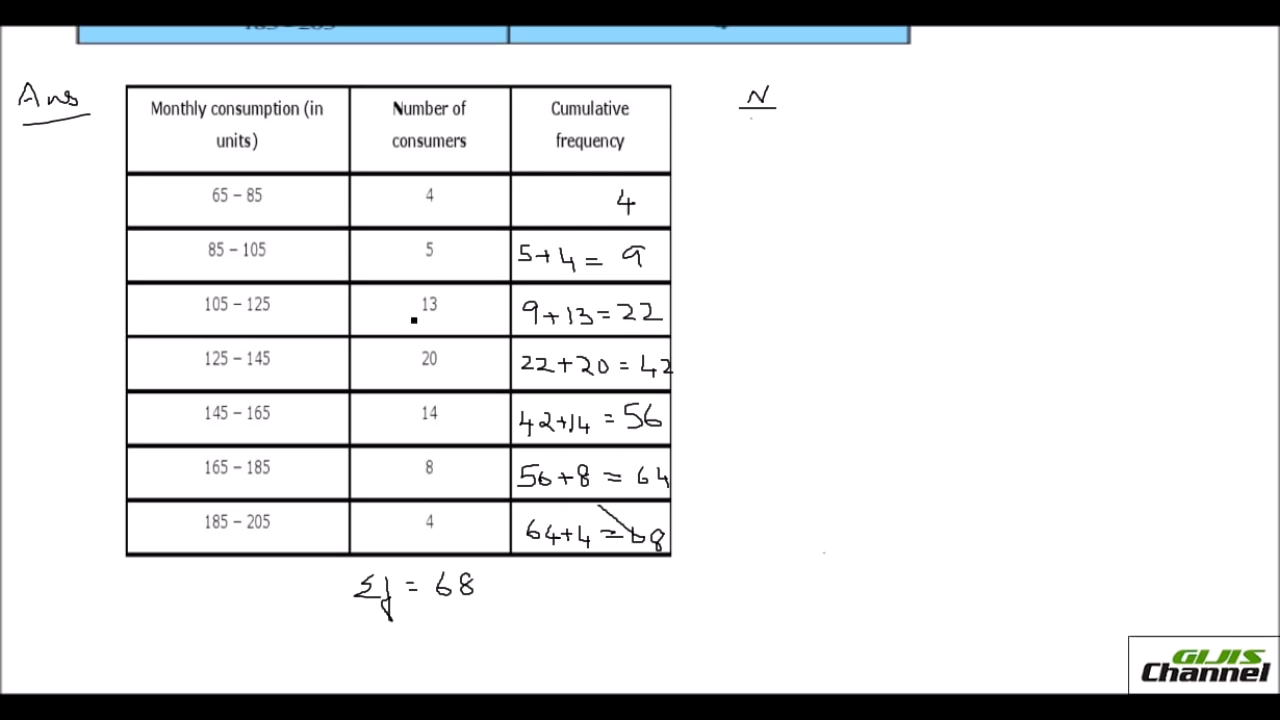 Ans
Monthly consumption (in units)
Number of consumers
Cumulative frequency
N
65 – 85 4 4
85 – 105 5 5+4 = 9
105 – 125 13 9+13 = 22
125 – 145 20 22+20 = 42
145 – 165 14 42+14 = 56
165 – 185 8 56+8 = 64
185 – 205 4 64+4 = 68
Σf = 68
GIJIS
Channel